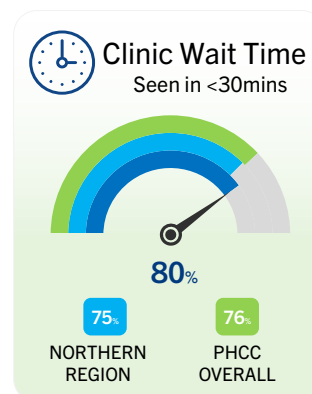 Clinic Wait Time
Seen in <30mins
80%
75%
76%
NORTHERN
REGION
PHCC
OVERALL